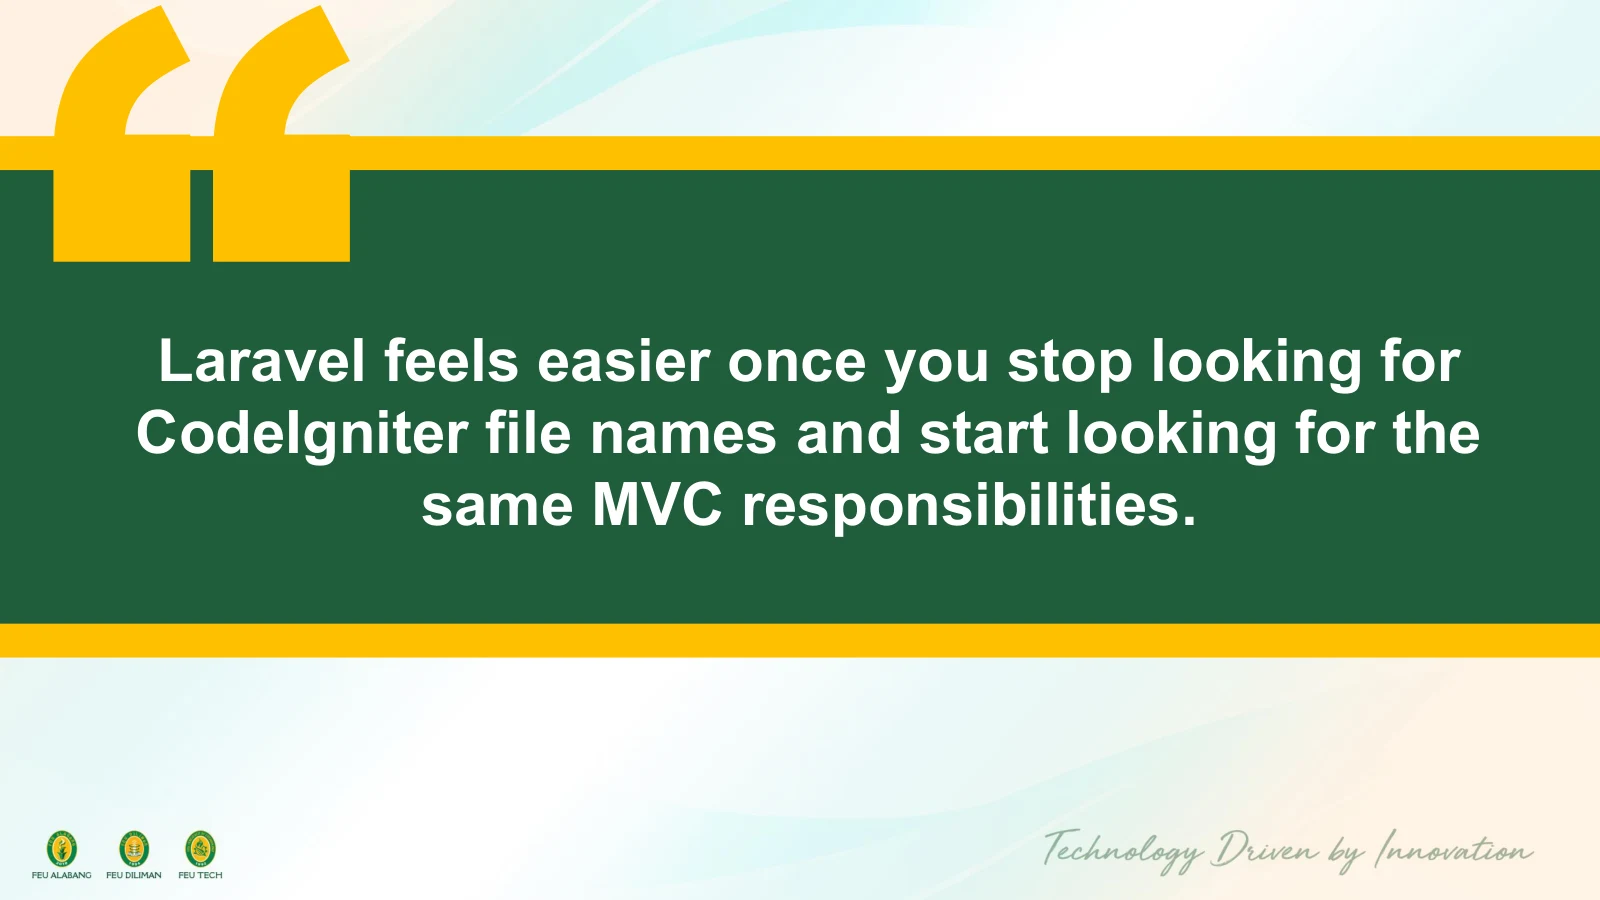 “
Laravel feels easier once you stop looking for
CodeIgniter file names and start looking for the
same MVC responsibilities.
FEU ALABANG FEU DILIMAN FEU TECH
Technology Driven by Innovation